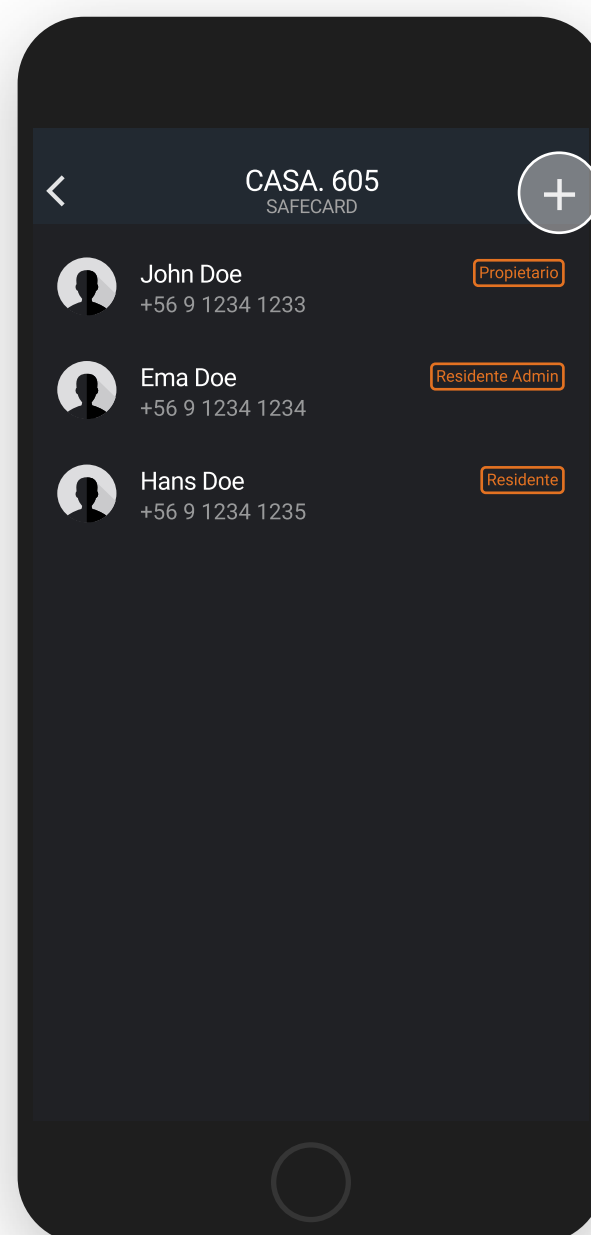 CASA. 605
SAFECARD
John Doe
Propietario
+56 9 1234 1233
Ema Doe
Residente Admin
+56 9 1234 1234
Hans Doe
Residente
+56 9 1234 1235